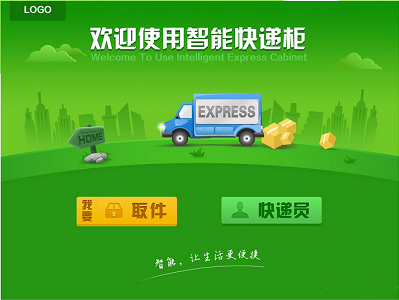 LOGO
欢迎使用智能快递柜
Welcome To Use Intelligent Express Cabinet
EXPRESS
HOME
我要 取件
快递员
智能，让生活更便捷